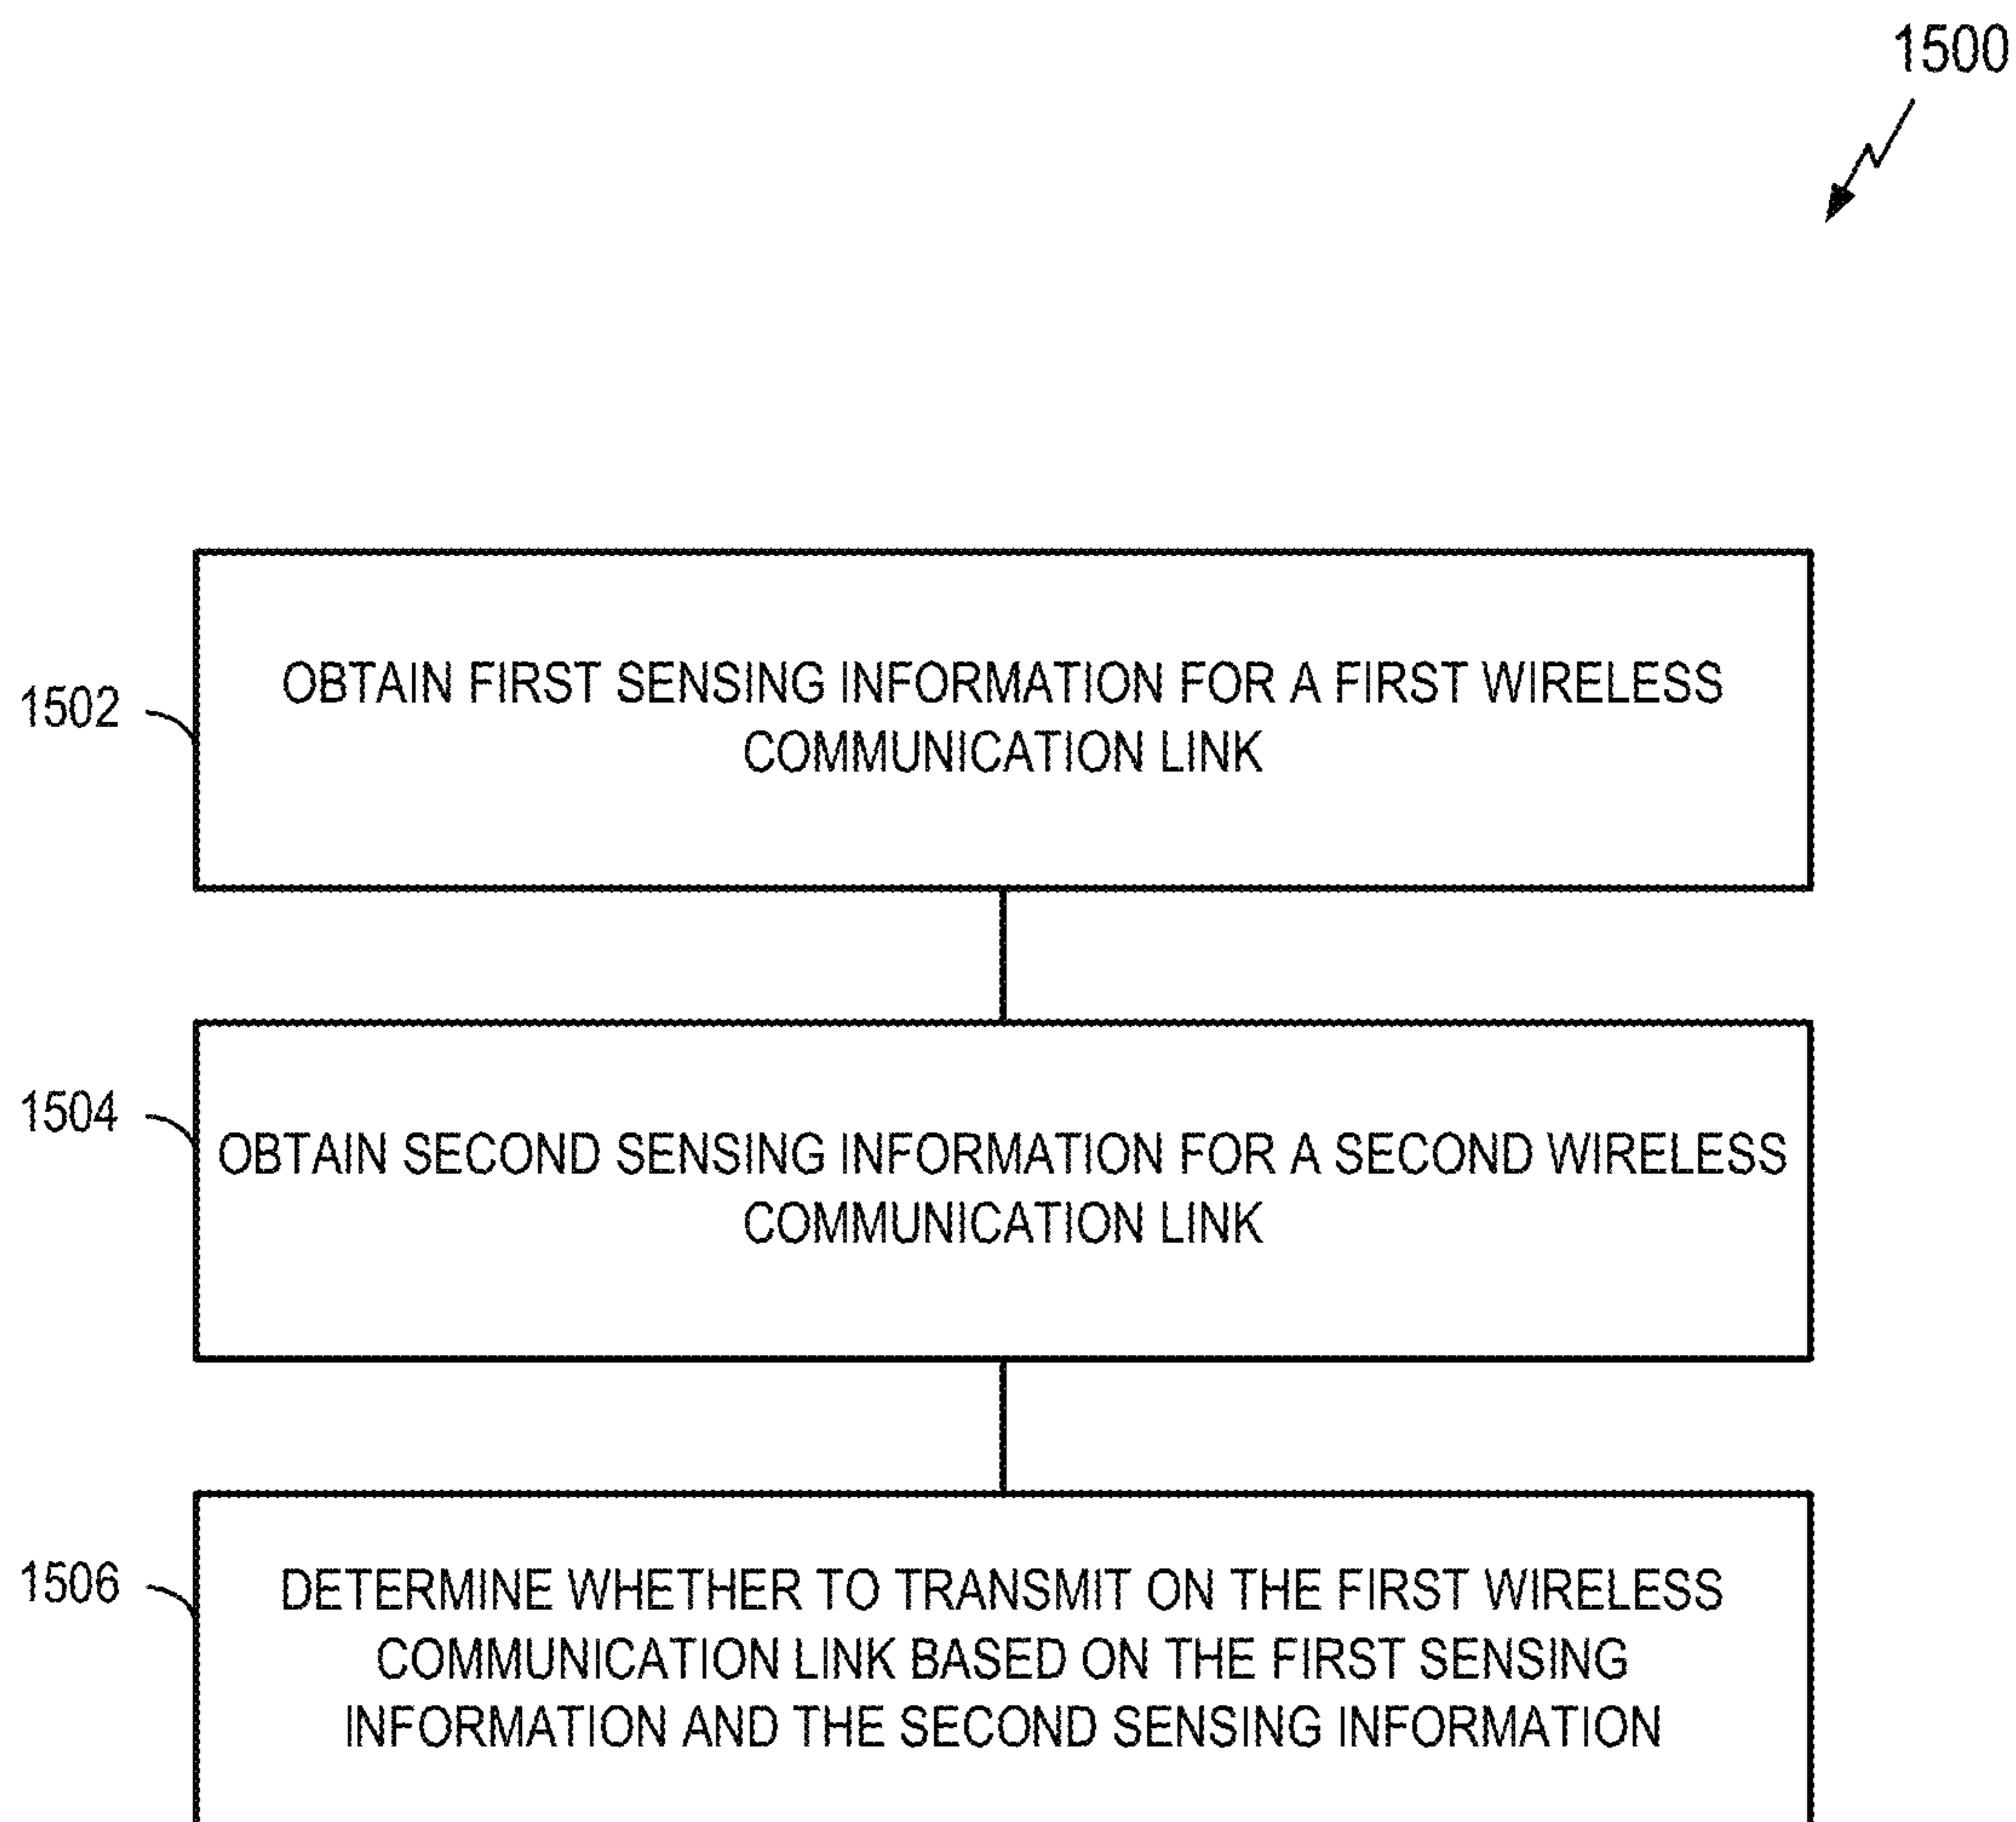 1500
1502
OBTAIN FIRST SENSING INFORMATION FOR A FIRST WIRELESS
COMMUNICATION LINK
1504
OBTAIN SECOND SENSING INFORMATION FOR A SECOND WIRELESS
COMMUNICATION LINK
1506
DETERMINE WHETHER TO TRANSMIT ON THE FIRST WIRELESS
COMMUNICATION LINK BASED ON THE FIRST SENSING
INFORMATION AND THE SECOND SENSING INFORMATION